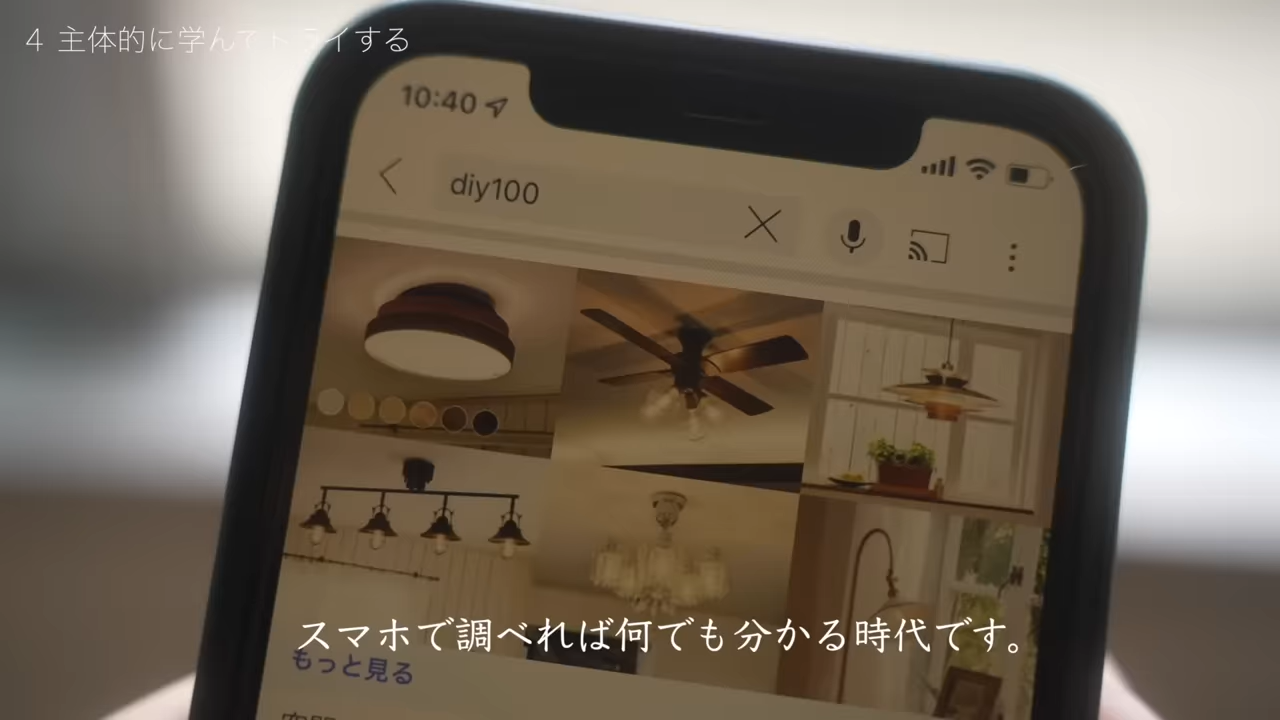 4 主体的に学んでトライする
10:40
diy100
スマホで調べれば何でも分かる時代です。
もっと見る